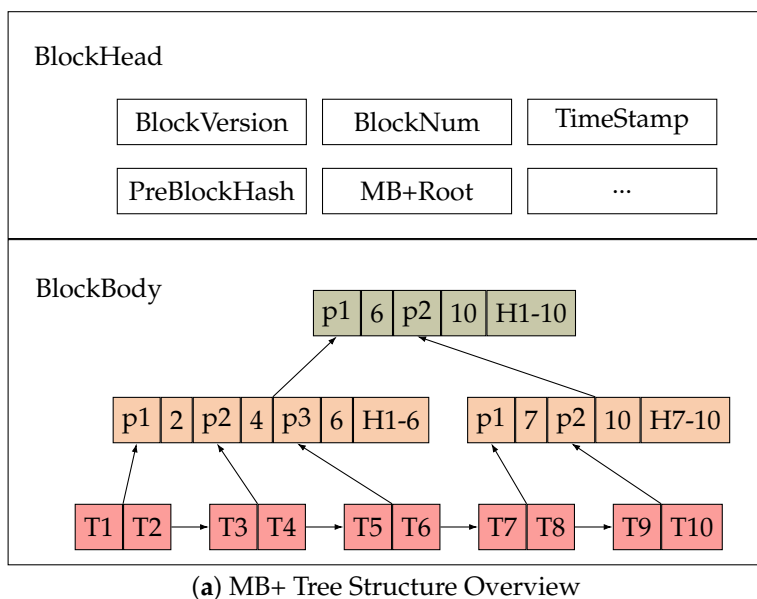 BlockHead
BlockVersion BlockNum TimeStamp
PreBlockHash MB+Root ...
BlockBody
p1 6 p2 10 H1-10
p1 2 p2 4 p3 6 H1-6 p1 7 p2 10 H7-10
T1 T2 T3 T4 T5 T6 T7 T8 T9 T10
(a) MB+ Tree Structure Overview